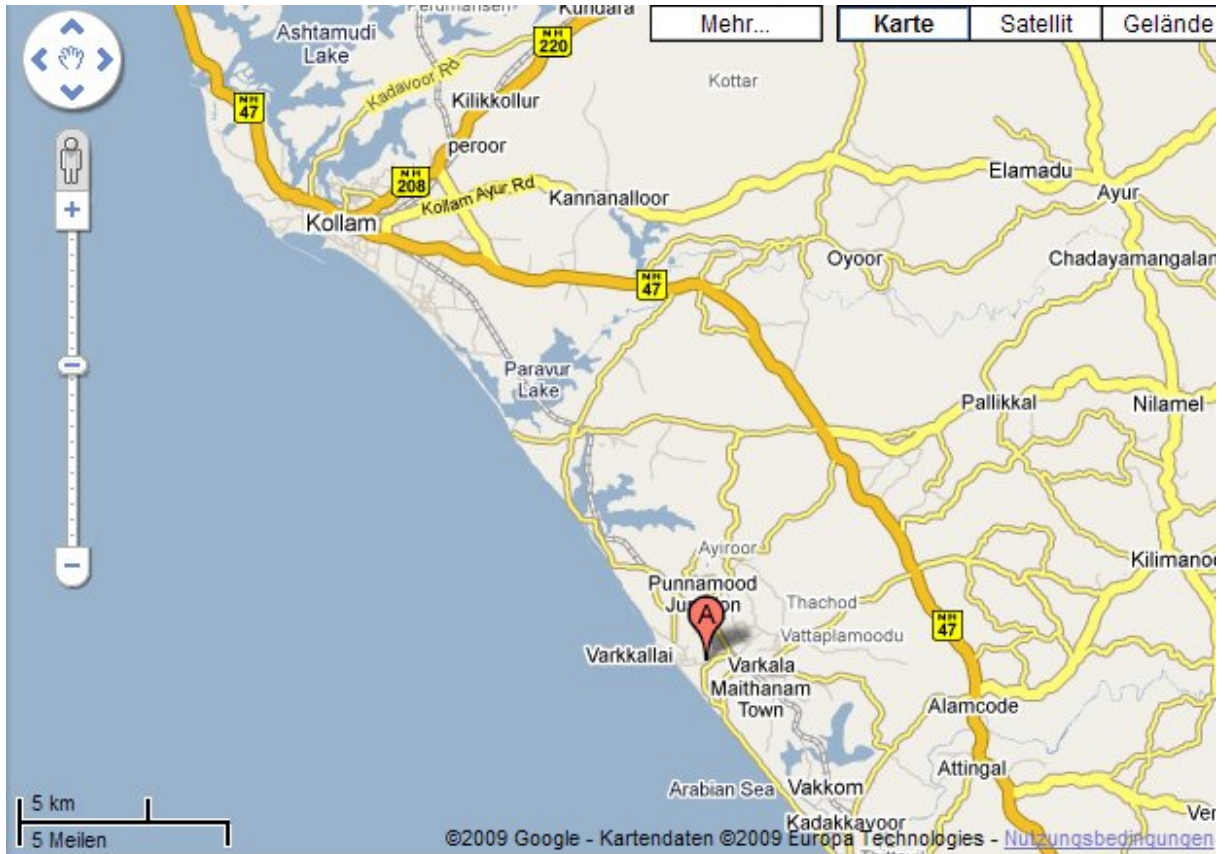 Perumansen
Kundara
Mehr...
Karte
Satellit
Gelände
Ashtamudi
Lake
NH
220
Kottar
Kadavoor Rd
NH
47
Kilikkollur
peroor
Elamadu
NH
208
Kollam Ayur Rd
Kannanalloor
Ayur
Kollam
Oyoor
Chadayamangalam
NH
47
Paravur
Lake
Pallikkal
Nilamel
Ayiroor
Kilimanoo
Punnamood
Thachod
A
NH
47
Vattaplamoodu
Varkkallai
Varkala
Maithanam
Town
Alamcode
Attingal
Arabian Sea
Vakkom
5 km
Kadakkavoor
Ver
5 Meilen
©2009 Google - Kartendaten ©2009 Europa Technologies - Nutzungsbedingungen